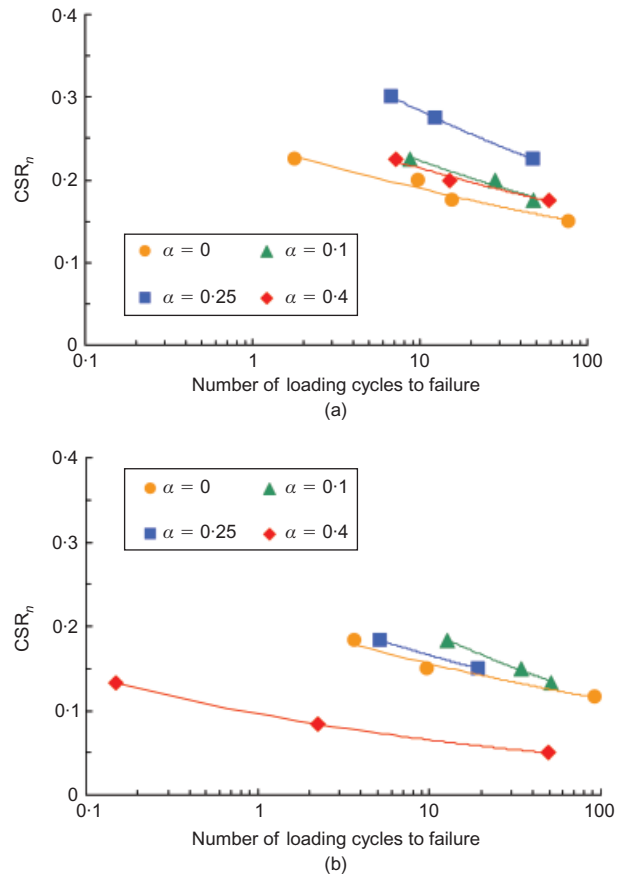 0·4
0·3
0·2
0·1
0
CSRₙ
α = 0
α = 0·1
α = 0·25
α = 0·4
0·1 1 10 100
Number of loading cycles to failure
(a)
0·4
0·3
0·2
0·1
0
CSRₙ
α = 0
α = 0·1
α = 0·25
α = 0·4
0·1 1 10 100
Number of loading cycles to failure
(b)